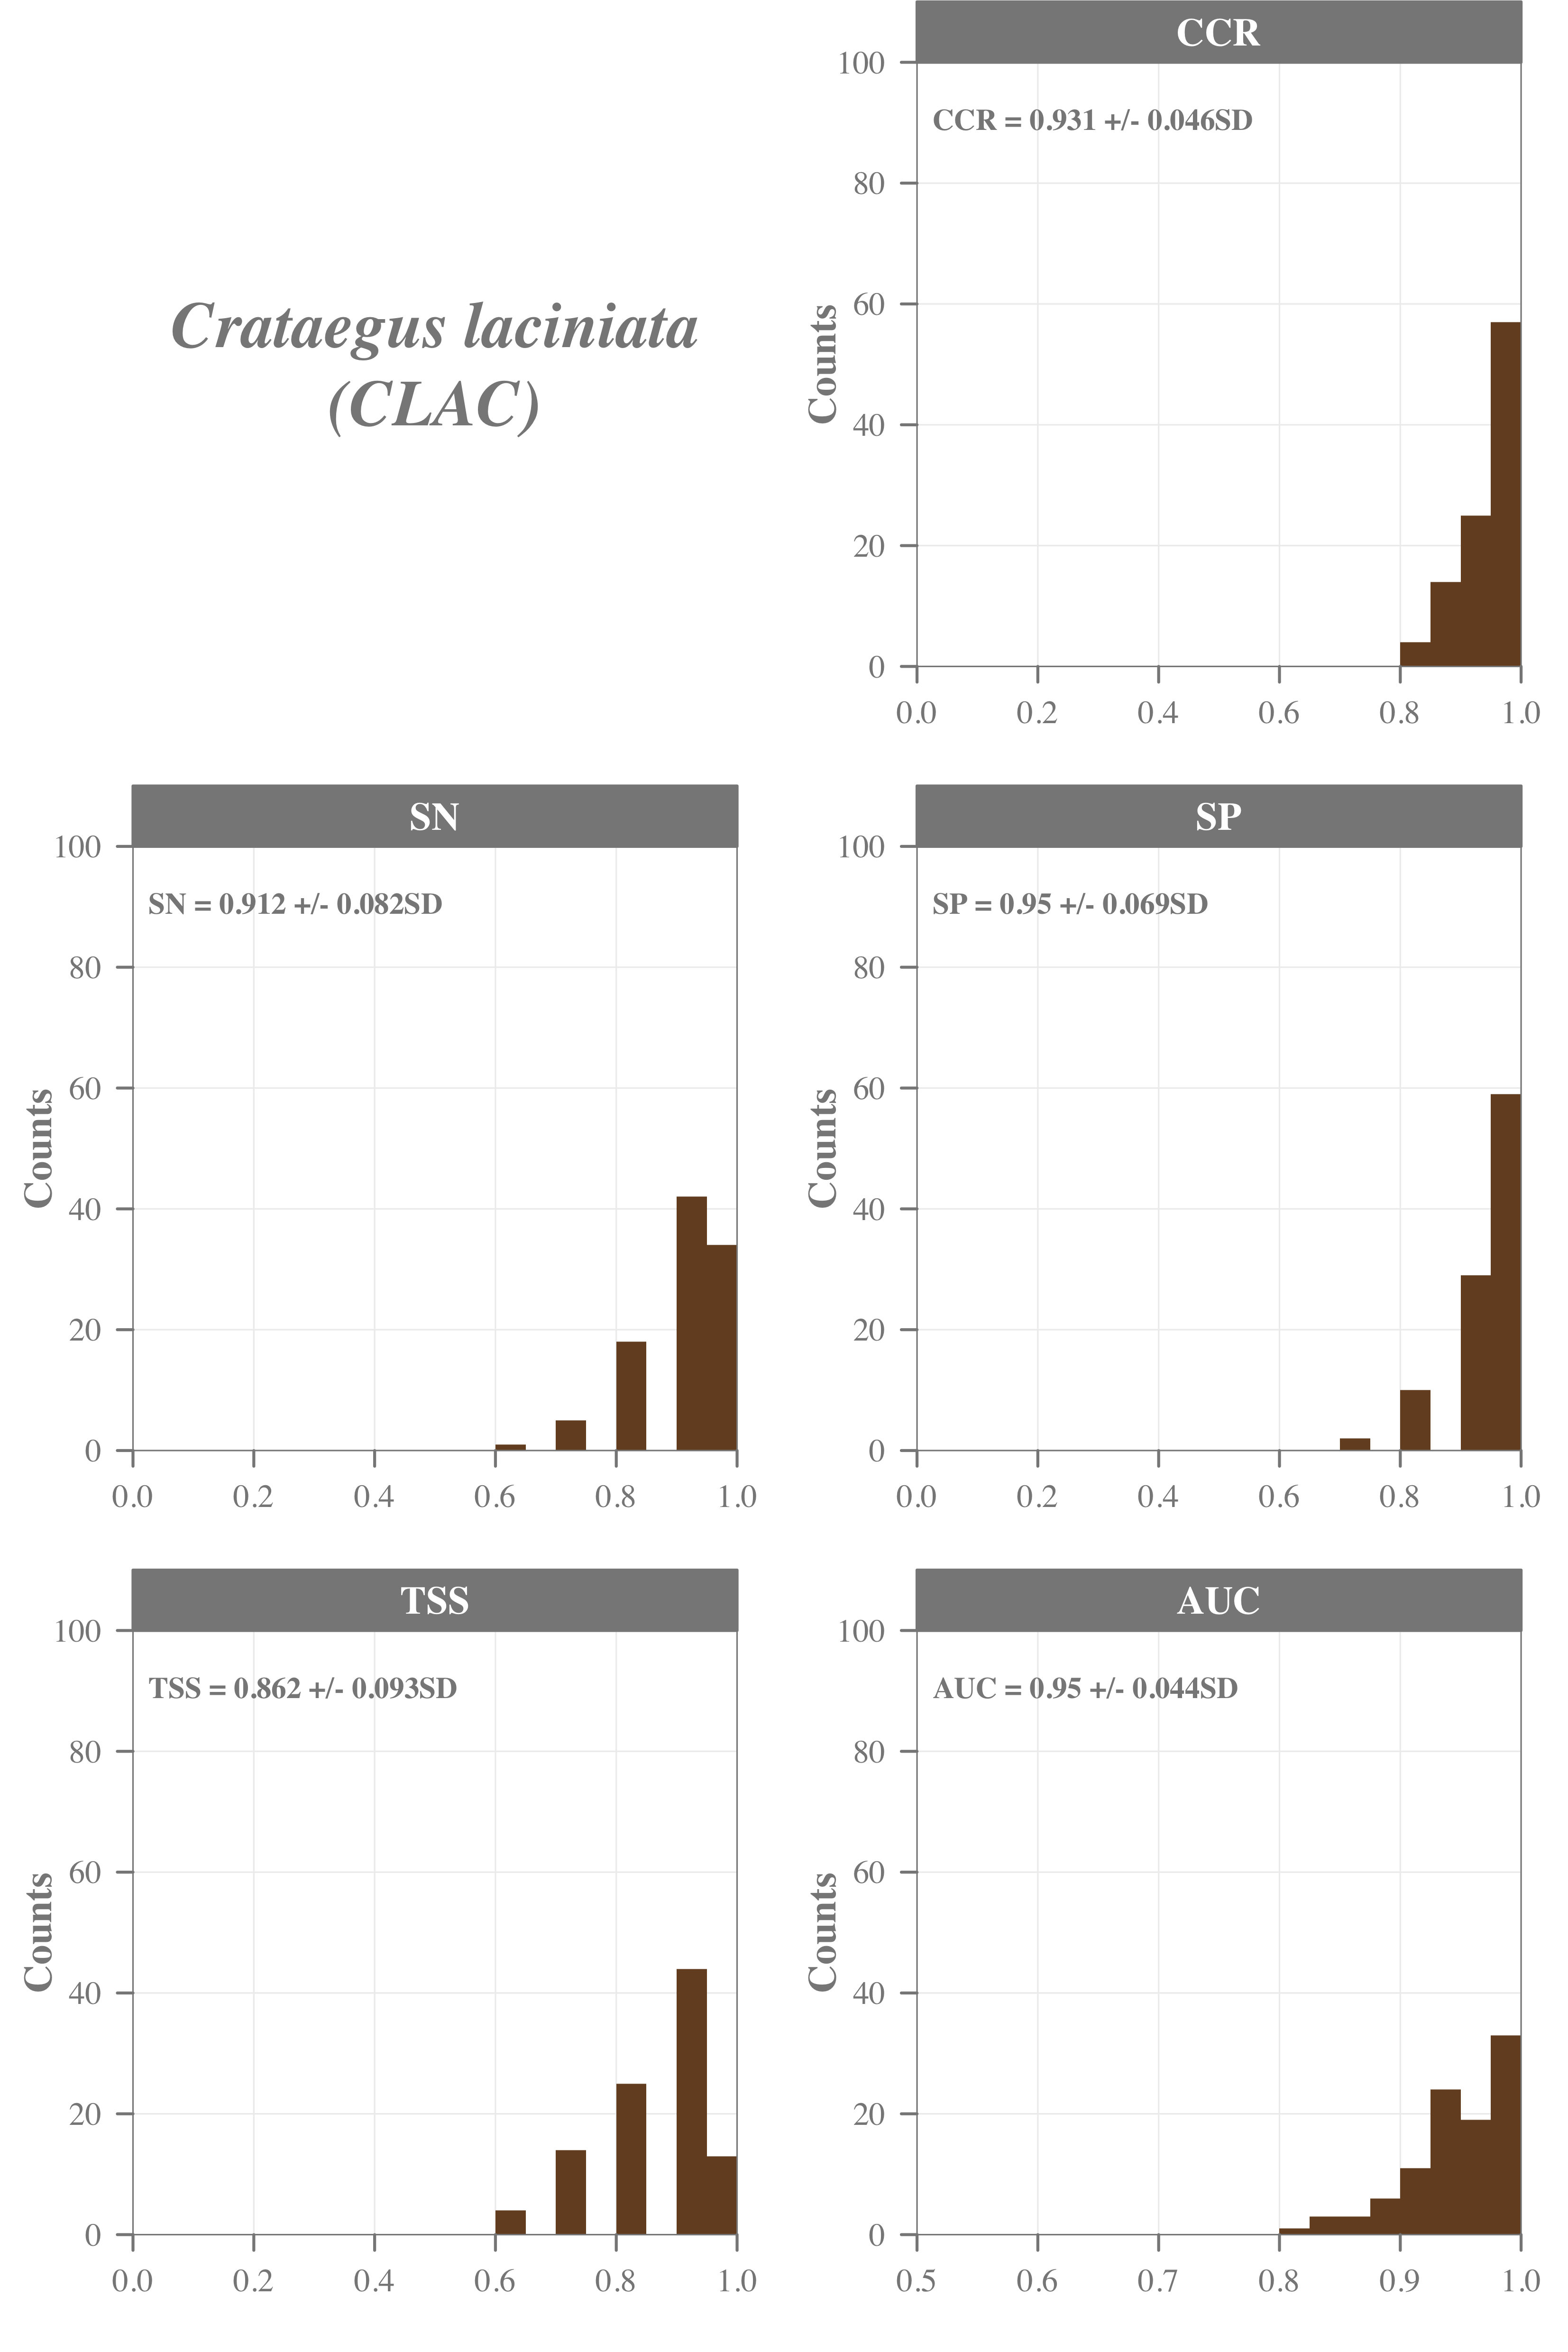 Crataegus laciniata
(CLAC)
CCR
CCR = 0.931 +/- 0.046SD
Counts
100
80
60
40
20
0
0.0 0.2 0.4 0.6 0.8 1.0
SN
SN = 0.912 +/- 0.082SD
Counts
100
80
60
40
20
0
0.0 0.2 0.4 0.6 0.8 1.0
SP
SP = 0.95 +/- 0.069SD
Counts
100
80
60
40
20
0
0.0 0.2 0.4 0.6 0.8 1.0
TSS
TSS = 0.862 +/- 0.093SD
Counts
100
80
60
40
20
0
0.0 0.2 0.4 0.6 0.8 1.0
AUC
AUC = 0.95 +/- 0.044SD
Counts
100
80
60
40
20
0
0.5 0.6 0.7 0.8 0.9 1.0